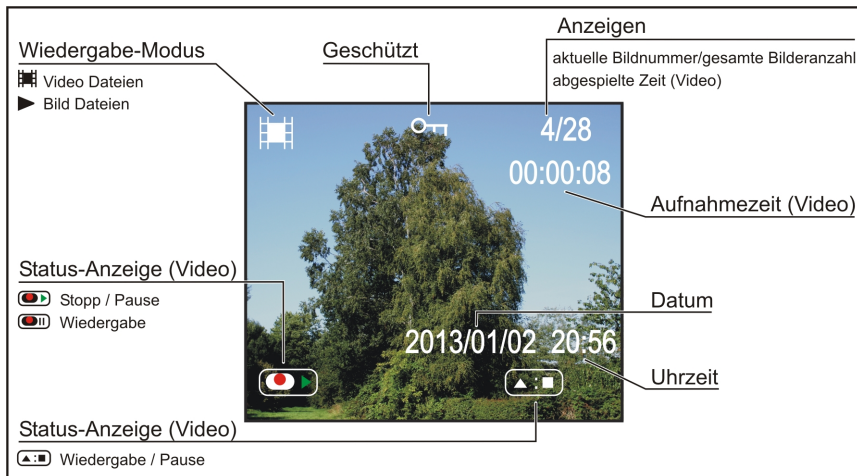 Anzeigen
Wiedergabe-Modus
Geschützt
aktuelle Bildnummer/gesamte Bilderanzahl
abgespielte Zeit (Video)
Video Dateien
Bild Dateien
4/28
00:00:08
Aufnahmezeit (Video)
Status-Anzeige (Video)
Stopp / Pause
Wiedergabe
Datum
2013/01/02 20:56
Uhrzeit
Status-Anzeige (Video)
Wiedergabe / Pause